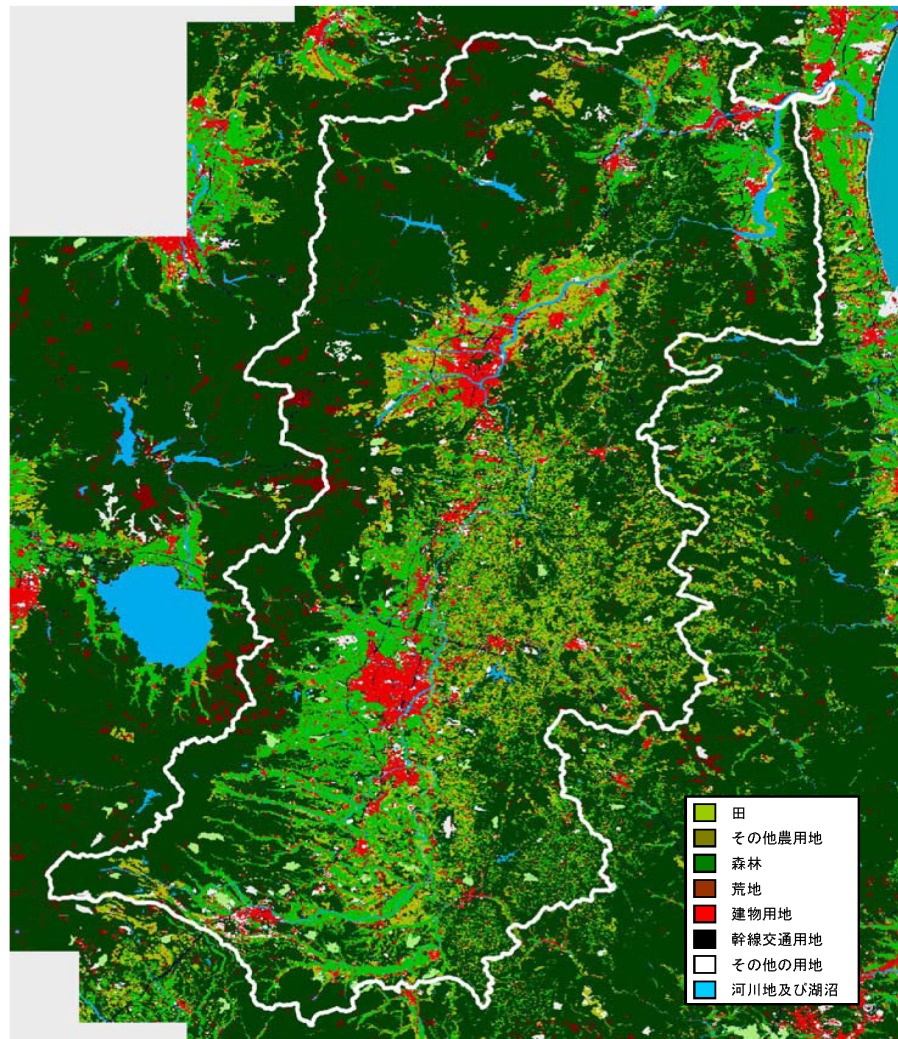 田
その他農用地
森林
荒地
建物用地
幹線交通用地
その他の用地
河川地及び湖沼